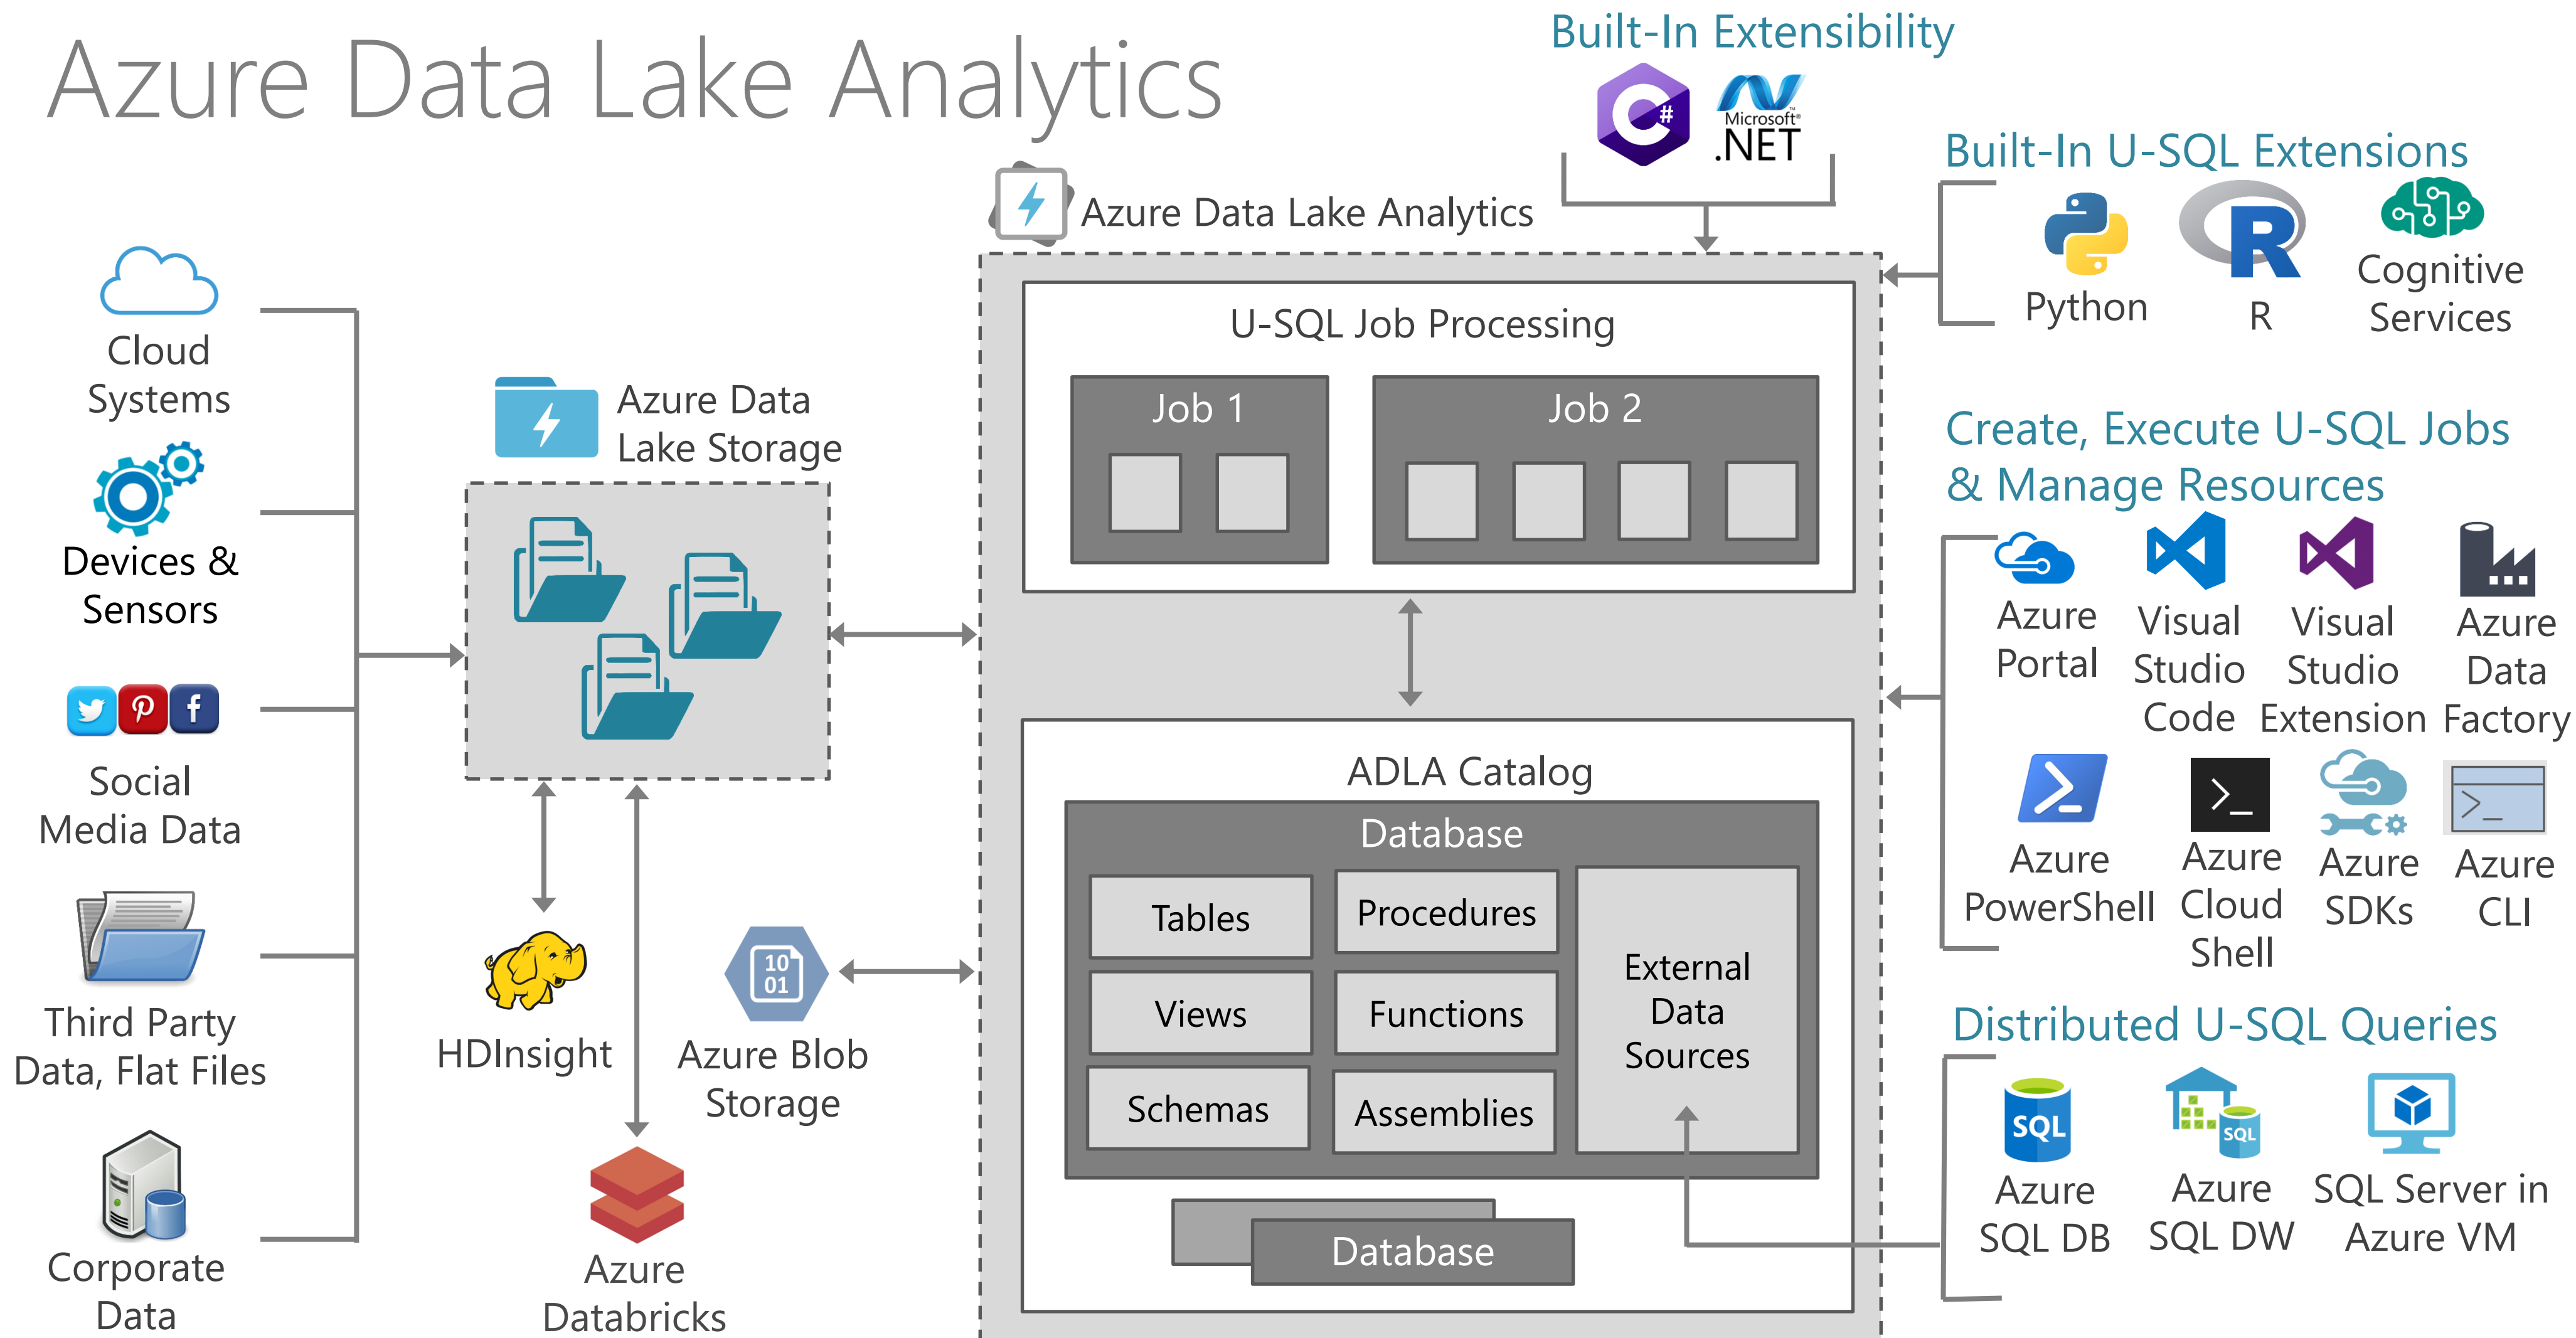 Azure Data Lake Analytics
Built-In Extensibility
C#
Microsoft®
.NET
Azure Data Lake Analytics
Built-In U-SQL Extensions
Python
R
R
Cognitive
Services
Cloud
Systems
Devices &
Sensors
Social
Media Data
Third Party
Data, Flat Files
Corporate
Data
Azure Data
Lake Storage
HDInsight
Azure
Databricks
10
01
Azure Blob
Storage
U-SQL Job Processing
Job 1
Job 2
ADLA Catalog
Database
Tables
Procedures
Views
Functions
Schemas
Assemblies
External
Data
Sources
Database
Create, Execute U-SQL Jobs
& Manage Resources
Azure
Portal
Visual
Studio
Code
Visual
Studio
Extension
Azure
Data
Factory
Azure
PowerShell
>_
Azure
Cloud
Shell
Azure
SDKs
>_
Azure
CLI
Distributed U-SQL Queries
SQL
Azure
SQL DB
SQL
Azure
SQL DW
SQL Server in
Azure VM